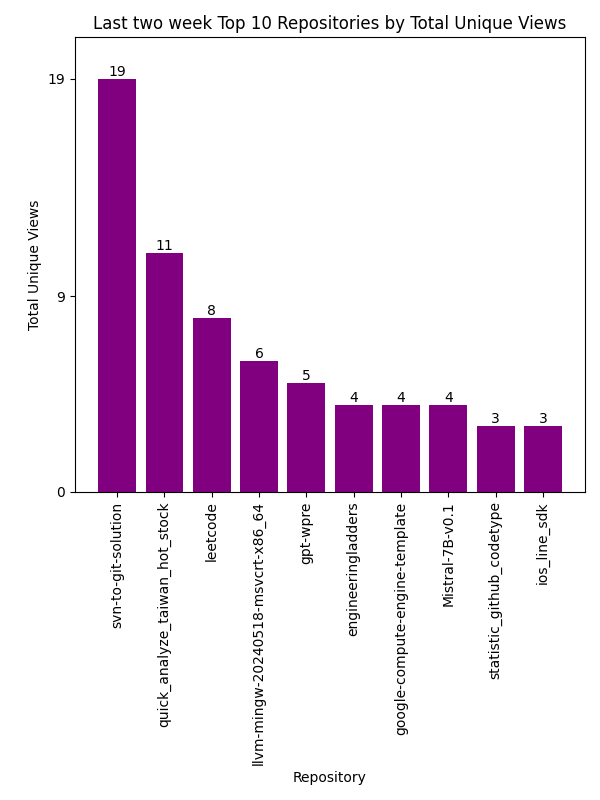 Last two week Top 10 Repositories by Total Unique Views
Total Unique Views
19
9
0
19
11
8
6
5
4
4
4
3
3
svn-to-git-solution
quick_analyze_taiwan_hot_stock
leetcode
llvm-mingw-20240518-msvcrt-x86_64
gpt-wpre
engineeringladders
google-compute-engine-template
Mistral-7B-v0.1
statistic_github_codetype
ios_line_sdk
Repository